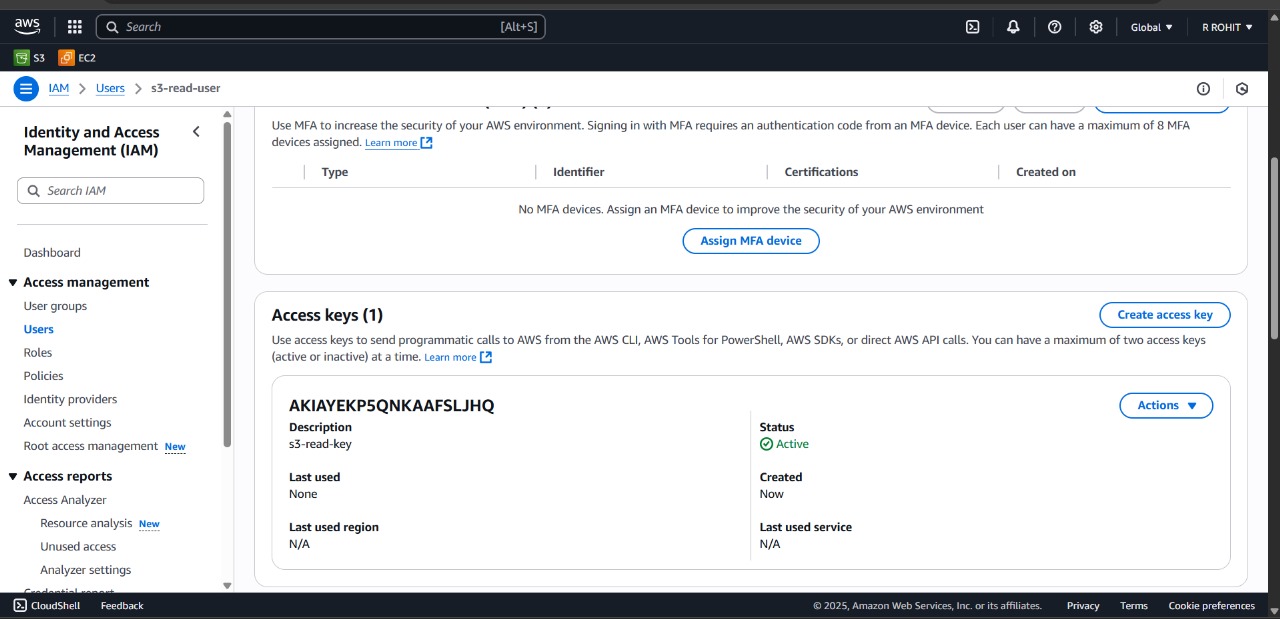 aws
Search
[Alt+S]
Global
R ROHIT
S3
EC2
IAM
Users
s3-read-user
Identity and Access
Management (IAM)
Search IAM
Dashboard
Access management
User groups
Users
Roles
Policies
Identity providers
Account settings
Root access management New
Access reports
Access Analyzer
Resource analysis New
Unused access
Analyzer settings
Credential report
Use MFA to increase the security of your AWS environment. Signing in with MFA requires an authentication code from an MFA device. Each user can have a maximum of 8 MFA
devices assigned. Learn more
Type
Identifier
Certifications
Created on
No MFA devices. Assign an MFA device to improve the security of your AWS environment
Assign MFA device
Access keys (1)
Create access key
Use access keys to send programmatic calls to AWS from the AWS CLI, AWS Tools for PowerShell, AWS SDKs, or direct AWS API calls. You can have a maximum of two access keys
(active or inactive) at a time. Learn more
AKIAYEKP5QNKAAFSLJHQ
Actions
Description
s3-read-key
Status
Active
Last used
None
Created
Now
Last used region
N/A
Last used service
N/A
CloudShell
Feedback
© 2025, Amazon Web Services, Inc. or its affiliates.
Privacy
Terms
Cookie preferences